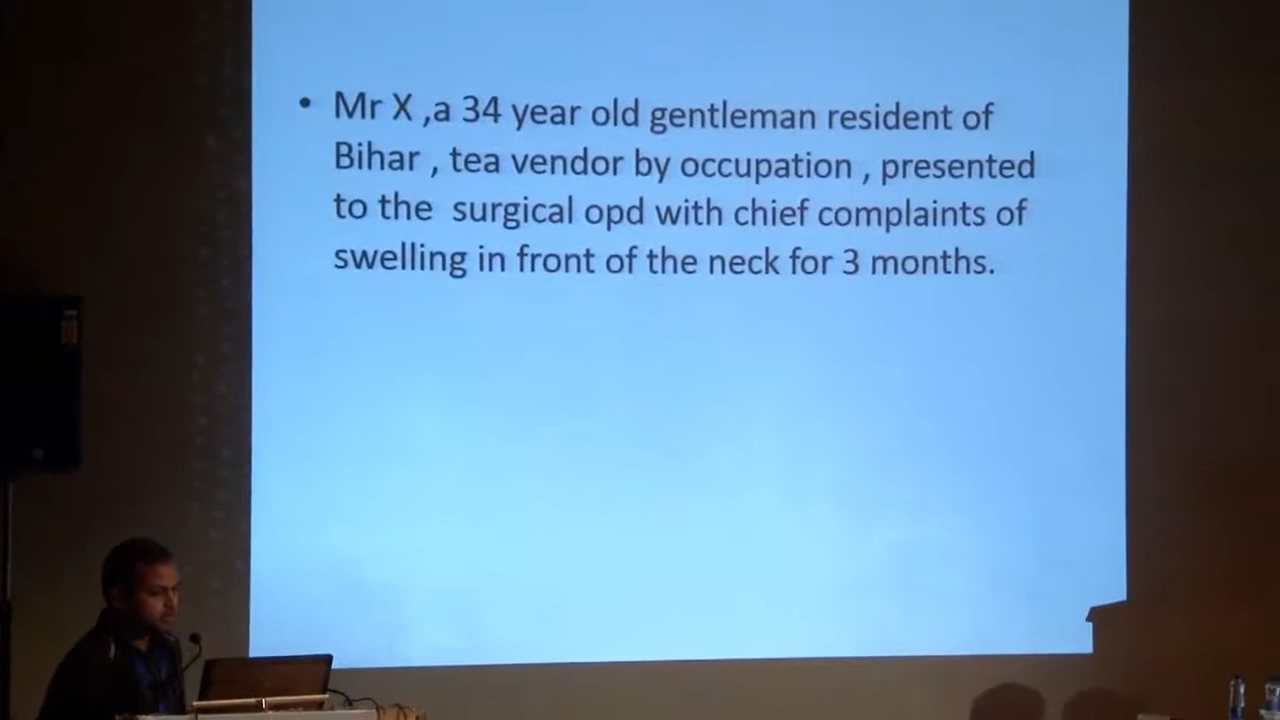 • Mr X ,a 34 year old gentleman resident of
Bihar , tea vendor by occupation , presented
to the  surgical opd with chief complaints of
swelling in front of the neck for 3 months.